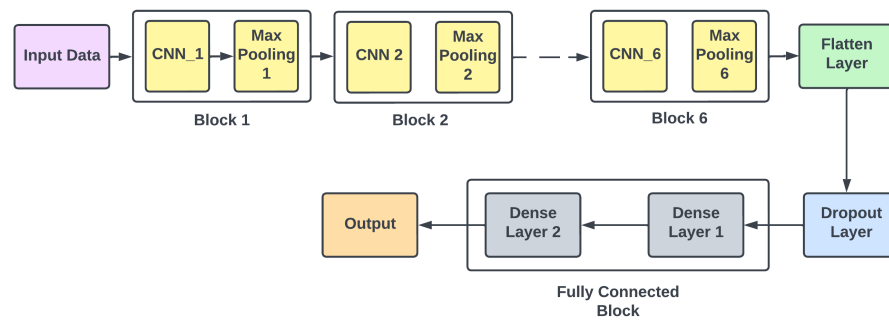 Input Data
CNN_1
Max
Pooling
1
Block 1
CNN 2
Max
Pooling
2
Block 2
CNN_6
Max
Pooling
6
Block 6
Flatten
Layer
Dropout
Layer
Dense
Layer 1
Dense
Layer 2
Fully Connected
Block
Output